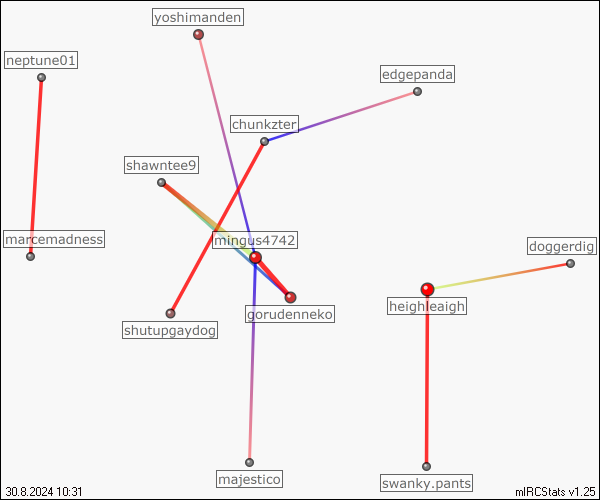 yoshimanden
neptune01
edgepanda
chunkzter
shawntee9
marcemadness
mingus4742
doggerdig
gorudenneko
heighleaigh
shutupgaydog
majestico
swanky.pants
30.8.2024 10:31
mIRCStats v1.25